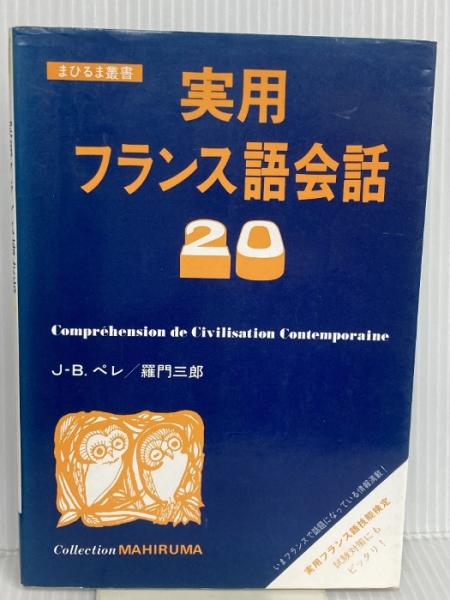 まひるま叢書
実用
フランス語会話
20
Compréhension de Civilisation Contemporaine
J-B. ペレ／羅門三郎
いまフランスで話題になっている情報満載！
実用フランス語技能検定
試験対策にも
ピッタリ！
Collection MAHIRUMA